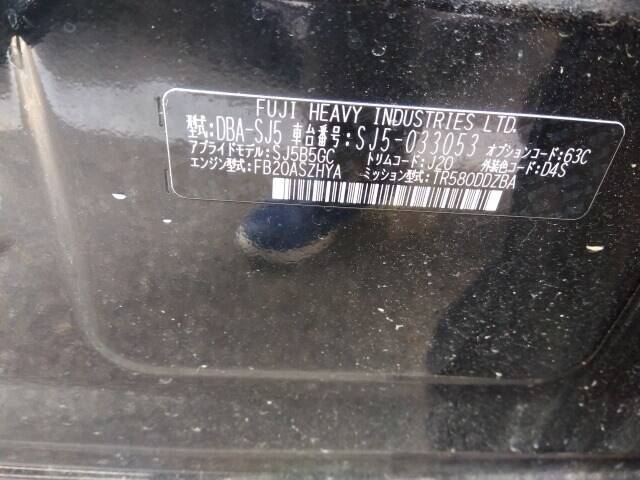 FUJI HEAVY INDUSTRIES LTD.
型式:DBA-SJ5 車台番号:SJ5-033053 オプションコード:63C
アプライドモデル:SJ5B5GC トリムコード:J20 外装色コード:D4S
エンジン型式:FB20ASZHYA ミッション型式:TR580DDZBA